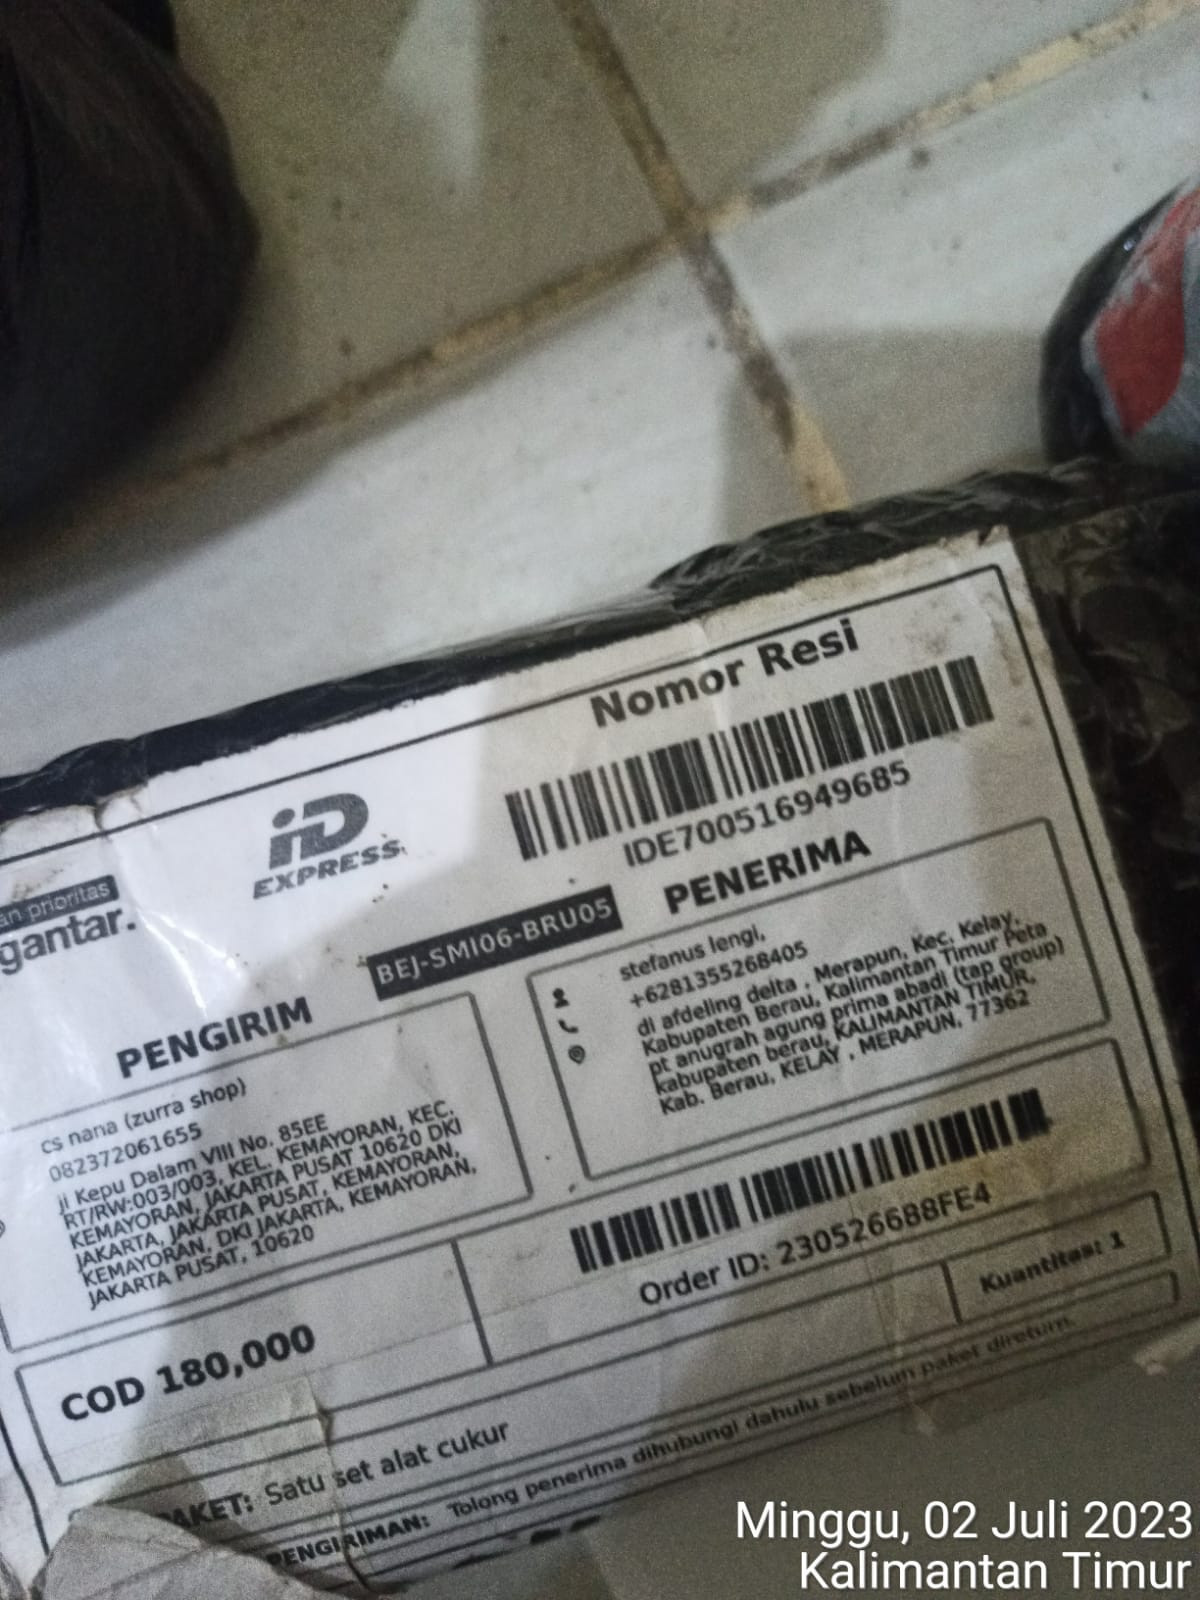 Nomor Resi
IDE700516949685
iD
EXPRESS
an prioritas
gantar.
BEJ-SMI06-BRU05
PENGIRIM
cs nana (zurra shop)
082372061655
jl Kepu Dalam VIII No. 85EE
RT/RW:003/003, KEL. KEMAYORAN, KEC.
KEMAYORAN, JAKARTA PUSAT 10620 DKI
JAKARTA, JAKARTA PUSAT, KEMAYORAN,
KEMAYORAN, DKI JAKARTA, KEMAYORAN,
JAKARTA PUSAT, 10620
PENERIMA
stefanus lengi,
+6281355268405
di afdeling delta , Merapun, Kec. Kelay,
Kabupaten Berau, Kalimantan Timur Peta
pt anugrah agung prima abadi (tap group)
kabupaten berau, KALIMANTAN TIMUR,
Kab. Berau, KELAY , MERAPUN, 77362
Order ID: 230526688FE4
COD 180,000
Kuantitas: 1
PAKET: Satu set alat cukur
PENGIRIMAN: Tolong penerima dihubungi dahulu sebelum paket direturn.
Minggu, 02 Juli 2023
Kalimantan Timur